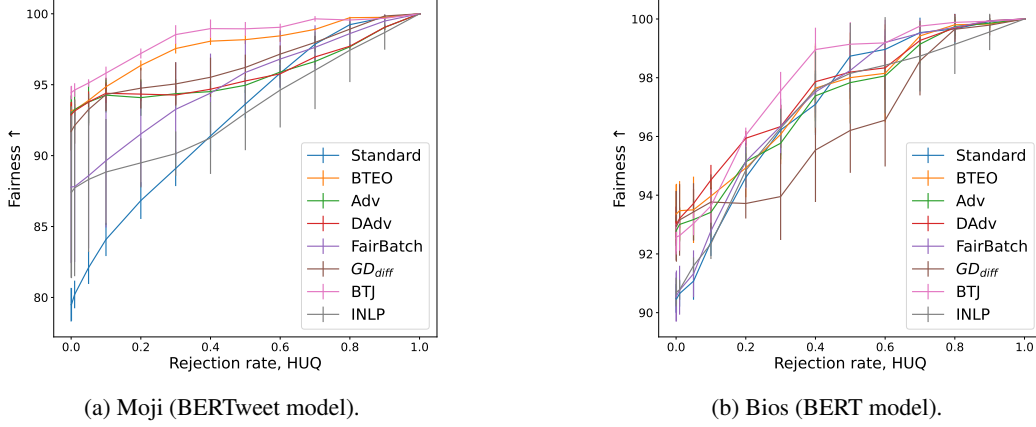 100
95
90
85
80
Fairness ↑
0.0 0.2 0.4 0.6 0.8 1.0
Rejection rate, HUQ
Standard
BTEO
Adv
DAdv
FairBatch
GD_diff
BTJ
INLP
(a) Moji (BERTweet model).
100
98
96
94
92
90
Fairness ↑
0.0 0.2 0.4 0.6 0.8 1.0
Rejection rate, HUQ
Standard
BTEO
Adv
DAdv
FairBatch
GD_diff
BTJ
INLP
(b) Bios (BERT model).